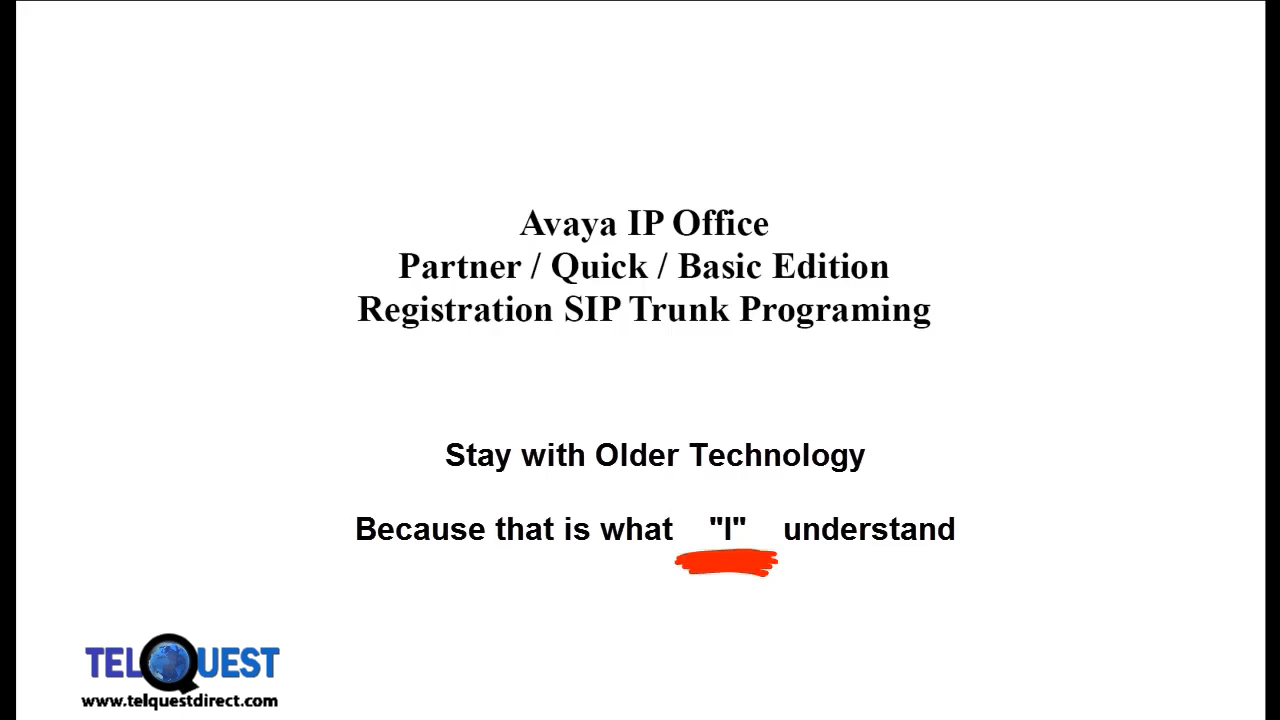 Avaya IP Office
Partner / Quick / Basic Edition
Registration SIP Trunk Programing
Stay with Older Technology
Because that is what "I" understand
TELQUEST
www.telquestdirect.com